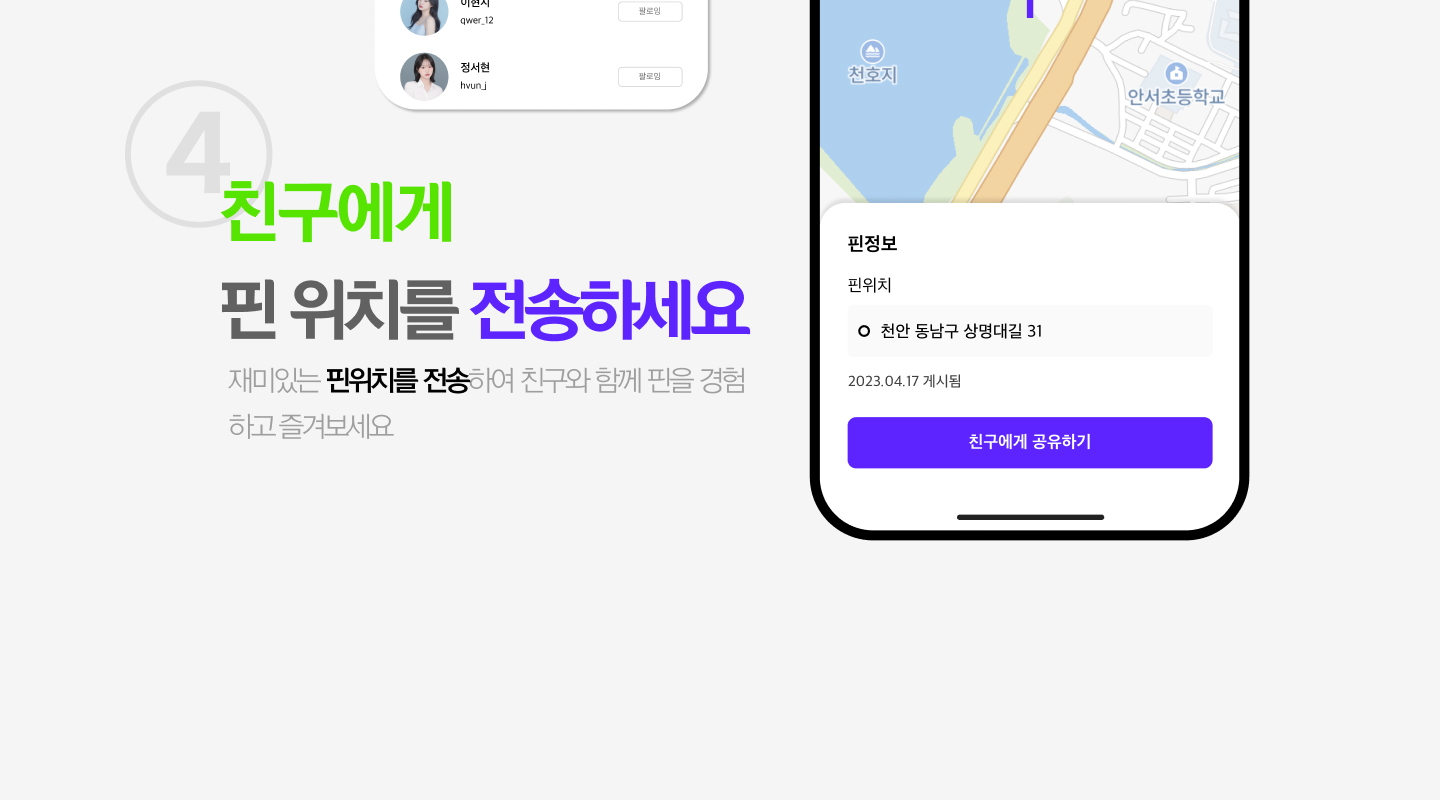 이현지
qwer_12
팔로잉
정서현
hvun_j
팔로잉
4
친구에게
핀 위치를 전송하세요
재미있는 핀위치를 전송하여 친구와 함께 핀을 경험
하고 즐겨보세요
천호지
안서초등학교
핀정보
핀위치
천안 동남구 상명대길 31
2023.04.17 게시됨
친구에게 공유하기